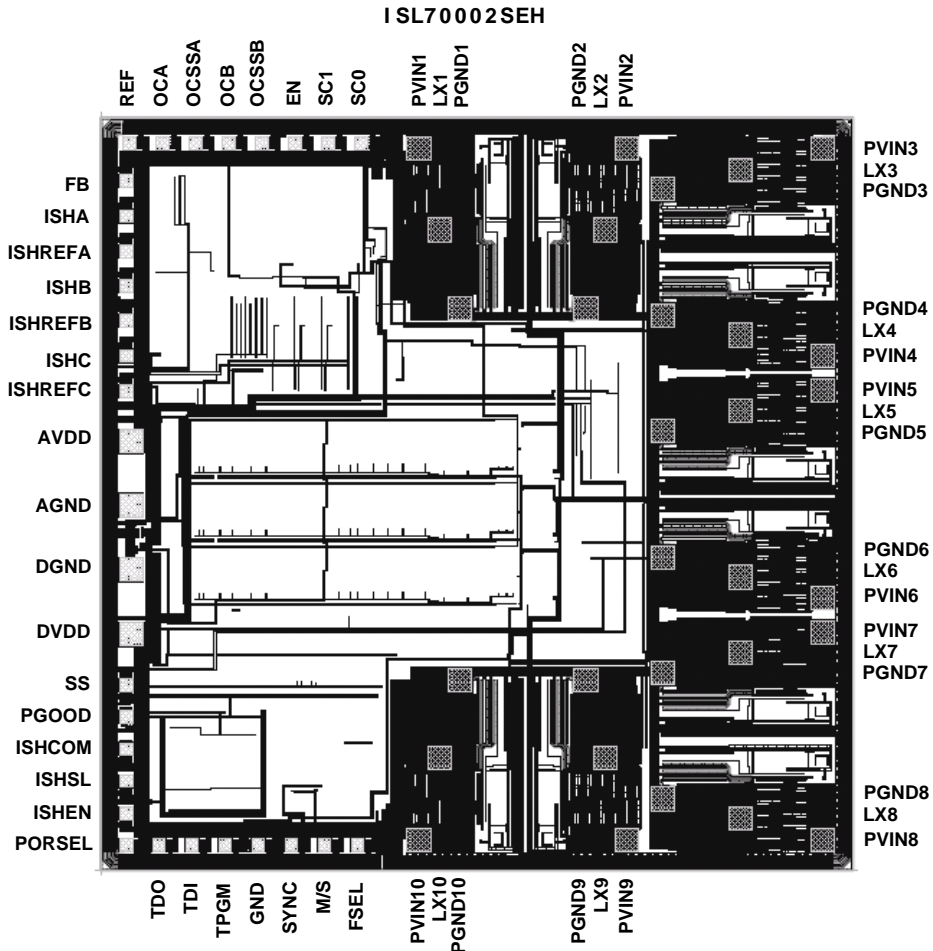 ISL70002SEH
REF
OCA
OCSSA
OCB
OCSSB
EN
SC1
SC0
PVIN1
LX1
PGND1
PGND2
LX2
PVIN2
FB
ISHA
ISHREFA
ISHB
ISHREFB
ISHC
ISHREFC
AVDD
AGND
DGND
DVDD
SS
PGOOD
ISHCOM
ISHSL
ISHEN
PORSEL
PVIN3
LX3
PGND3
PGND4
LX4
PVIN4
PVIN5
LX5
PGND5
PGND6
LX6
PVIN6
PVIN7
LX7
PGND7
PGND8
LX8
PVIN8
TDO
TDI
TPGM
GND
SYNC
M/S
FSEL
PVIN10
LX10
PGND10
PGND9
LX9
PVIN9